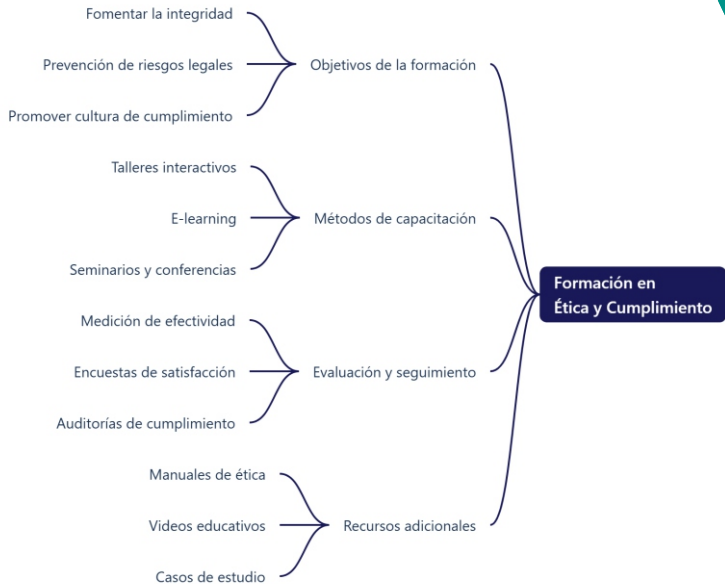 Fomentar la integridad
Prevención de riesgos legales
Objetivos de la formación
Promover cultura de cumplimiento
Talleres interactivos
E-learning
Métodos de capacitación
Seminarios y conferencias
Formación en
Ética y Cumplimiento
Medición de efectividad
Encuestas de satisfacción
Evaluación y seguimiento
Auditorías de cumplimiento
Manuales de ética
Videos educativos
Recursos adicionales
Casos de estudio